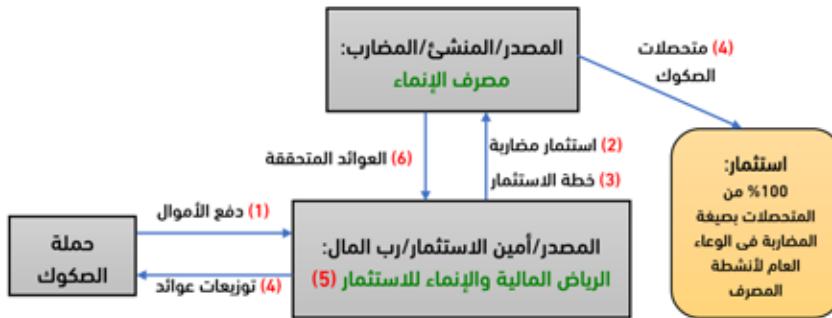 المصدر/المنشئ/المضارب:
مصرف الإنماء
(4) متحصلات
الصكوك
(6) العوائد المتحققة
(2) استثمار مضاربة
(3) خطة الاستثمار
استثمار:
100% من
المتحصلات بصيغة
المضاربة فى الوعاء
العام لأنشطة
المصرف
حملة
الصكوك
(1) دفع الأموال
(4) توزيعات عوائد
المصدر/أمين الاستثمار/رب المال:
الرياض المالية والإنماء للاستثمار (5)